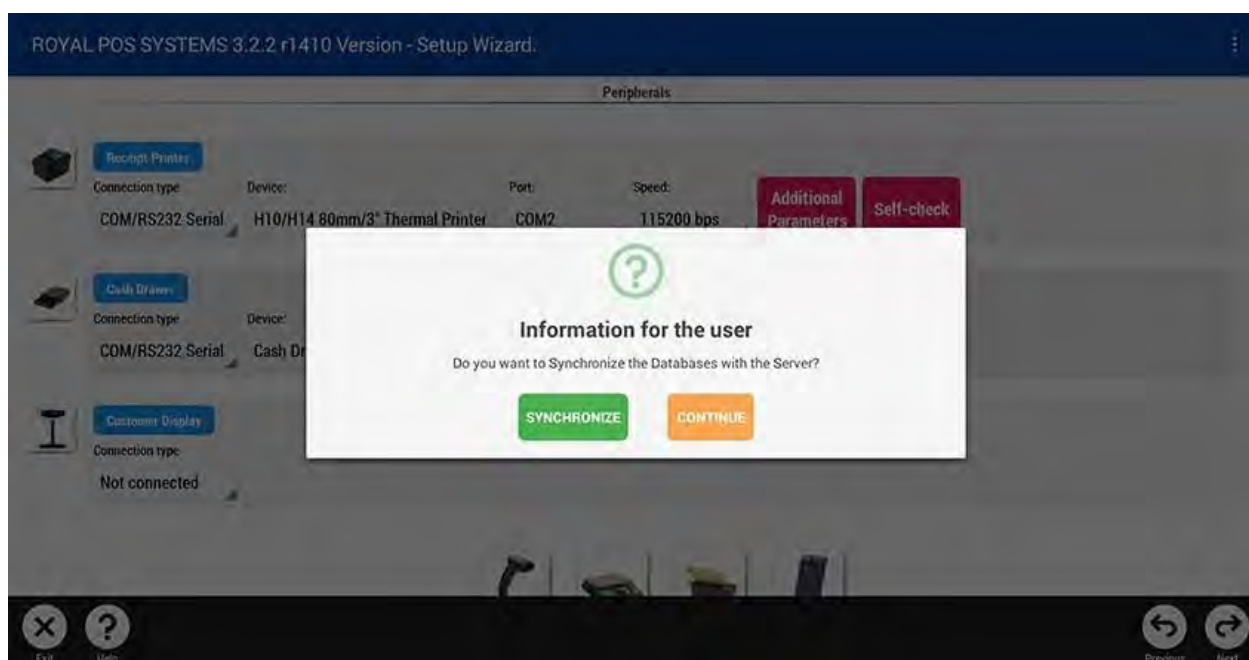 ROYAL POS SYSTEMS 3.2.2 r1410 Version - Setup Wizard.
Peripherals
Receipt Printer
Connection type Device: Port: Speed:
COM/RS232 Serial H10/H14 80mm/3" Thermal Printer COM2 115200 bps
Additional
Parameters
Self-check
Cash Drawer
Connection type Device:
COM/RS232 Serial Cash Dr
?
Information for the user
Do you want to Synchronize the Databases with the Server?
SYNCHRONIZE CONTINUE
Customer Display
Connection type
Not connected
?
Exit Help Previous Next